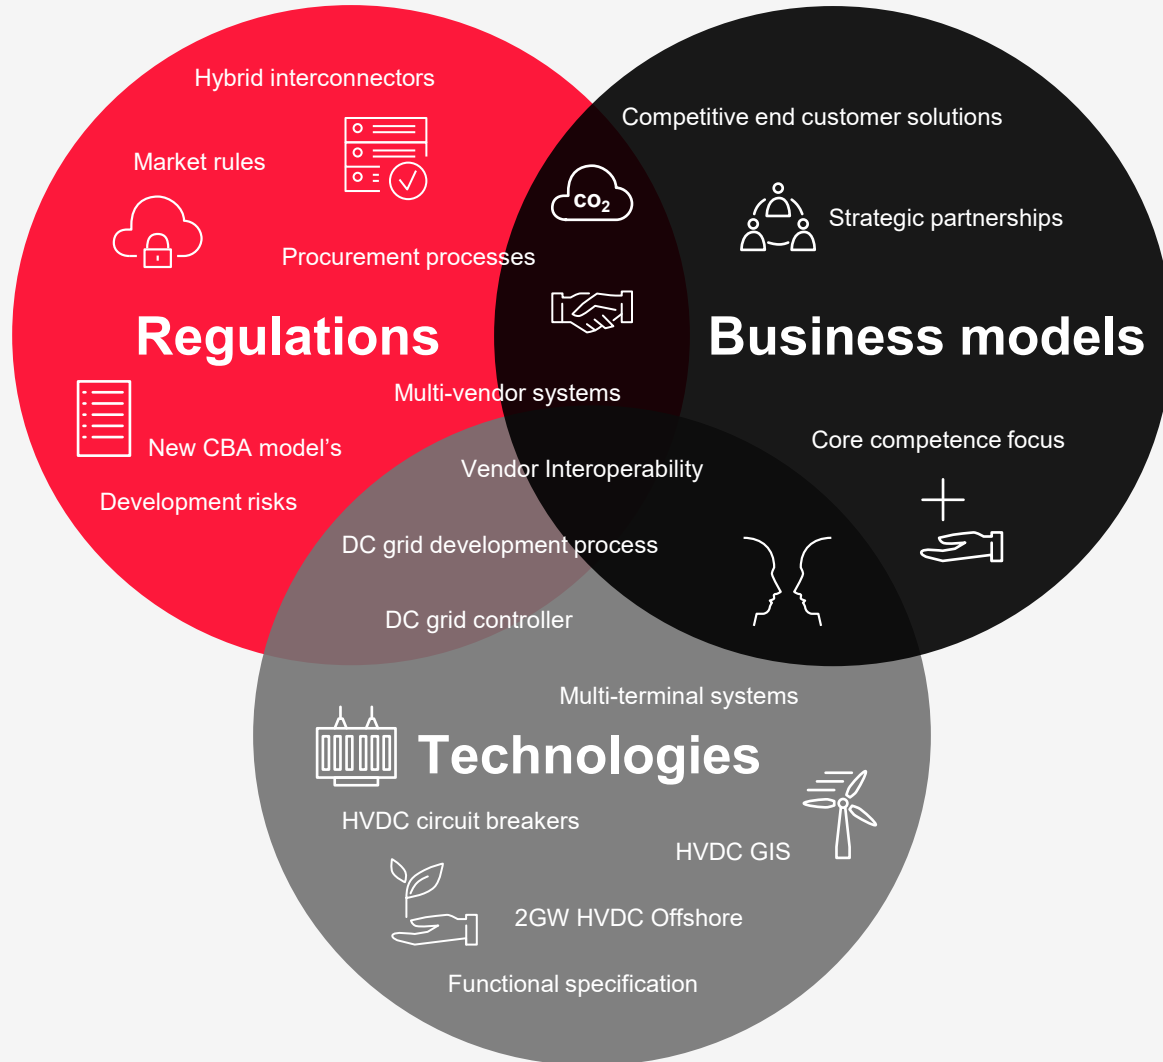 Hybrid interconnectors
Competitive end customer solutions
Market rules
CO₂
Strategic partnerships
Procurement processes
Regulations
Business models
Multi-vendor systems
Core competence focus
New CBA model's
Vendor Interoperability
Development risks
DC grid development process
DC grid controller
Multi-terminal systems
Technologies
HVDC circuit breakers
HVDC GIS
2GW HVDC Offshore
Functional specification